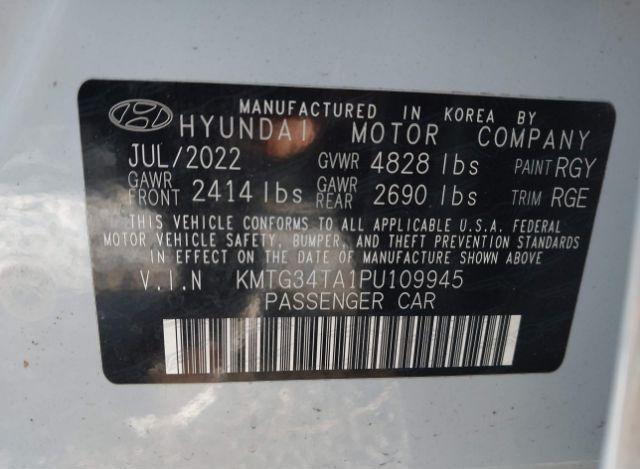 MANUFACTURED IN KOREA BY
HYUNDAI MOTOR COMPANY
JUL/2022 GVWR 4828 lbs PAINT RGY
GAWR FRONT 2414 lbs GAWR REAR 2690 lbs TRIM RGE
THIS VEHICLE CONFORMS TO ALL APPLICABLE U.S.A. FEDERAL
MOTOR VEHICLE SAFETY, BUMPER, AND THEFT PREVENTION STANDARDS
IN EFFECT ON THE DATE OF MANUFACTURE SHOWN ABOVE
V.I.N KMTG34TA1PU109945
PASSENGER CAR